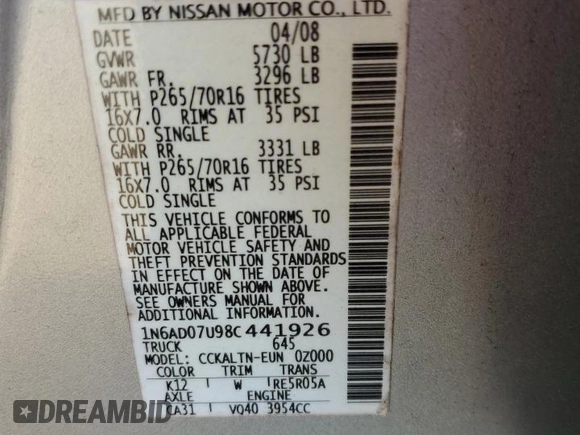 MFD BY NISSAN MOTOR CO., LTD.
DATE 04/08
GVWR 5730 LB
GAWR FR. 3296 LB
WITH P265/70R16 TIRES
16X7.0 RIMS AT 35 PSI
COLD SINGLE
GAWR RR. 3331 LB
WITH P265/70R16 TIRES
16X7.0 RIMS AT 35 PSI
COLD SINGLE
THIS VEHICLE CONFORMS TO
ALL APPLICABLE FEDERAL
MOTOR VEHICLE SAFETY AND
THEFT PREVENTION STANDARDS
IN EFFECT ON THE DATE OF
MANUFACTURE SHOWN ABOVE.
SEE OWNERS MANUAL FOR
ADDITIONAL INFORMATION.
1N6AD07U98C441926
TRUCK 645
MODEL: CCKALTN-EUN 0Z000
COLOR TRIM TRANS
K12 W RE5R05A
AXLE ENGINE
CA31 VQ40 3954CC
AUTOBIDMASTER